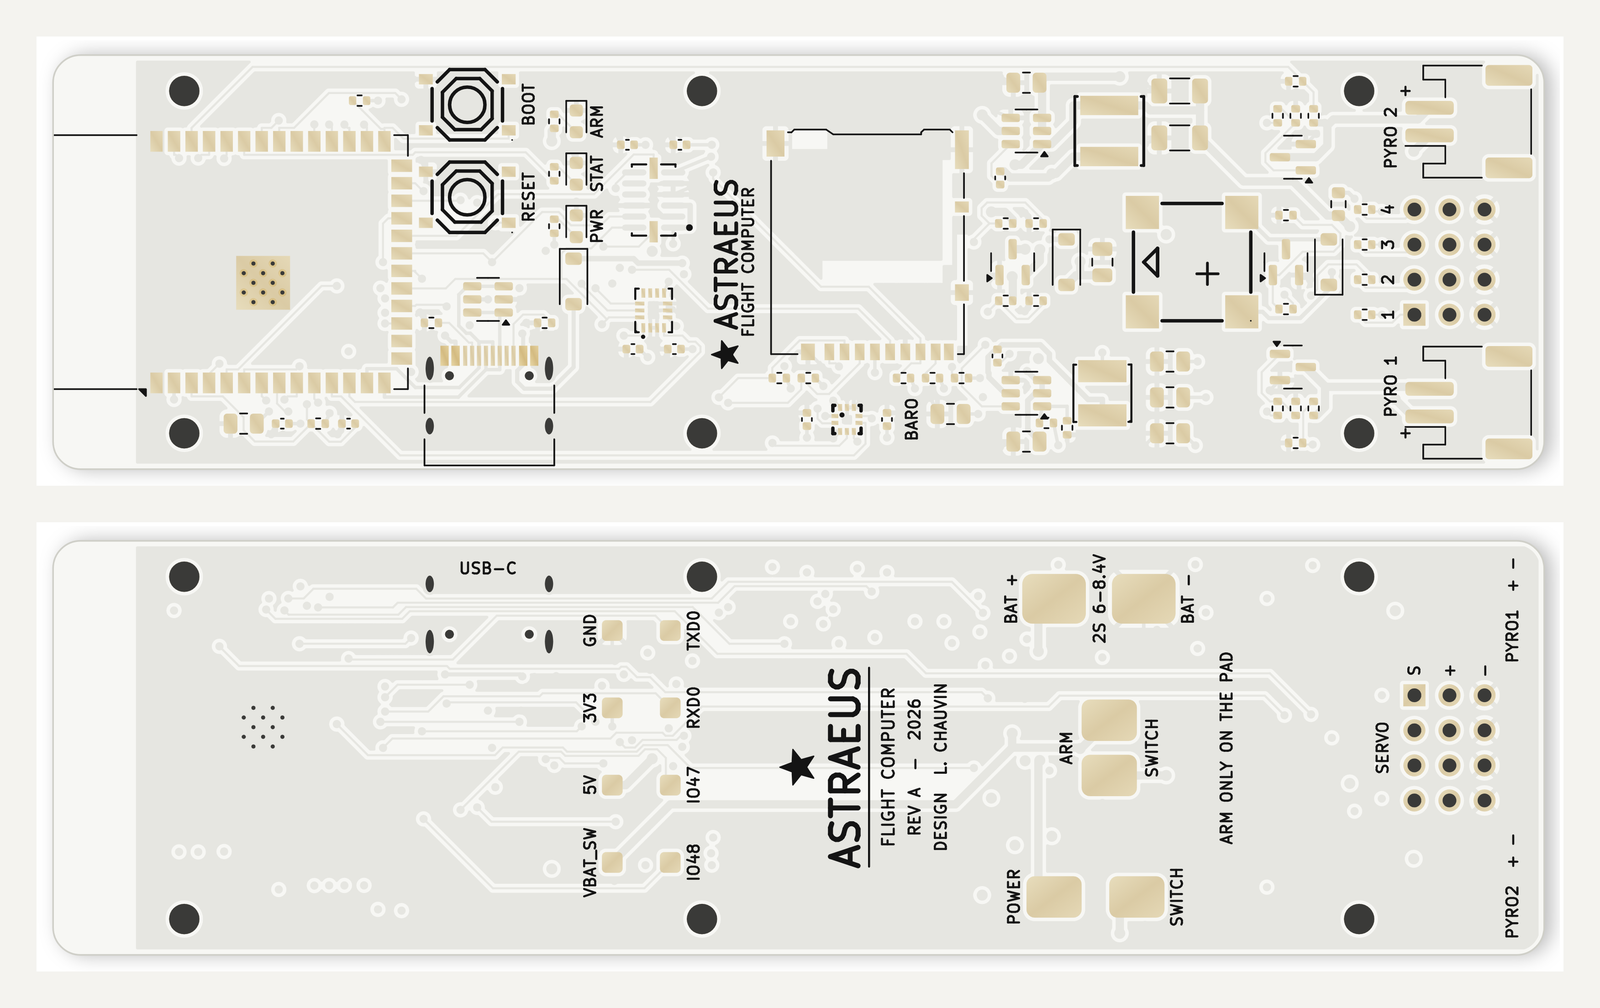 BOOT
RESET
ARM
STAT
PWR
ASTRAEUS
FLIGHT COMPUTER
BARO
PYRO 2
+
4
3
2
1
PYRO 1
+
USB-C
GND
TXD0
3V3
RXD0
5V
IO47
VBAT_SW
IO48
ASTRAEUS
FLIGHT COMPUTER
REV A - 2026
DESIGN L. CHAUVIN
BAT +
2S 6-8.4V
BAT -
ARM
SWITCH
POWER
SWITCH
ARM ONLY ON THE PAD
SERVO
S
+
-
PYRO1 + -
PYRO2 + -